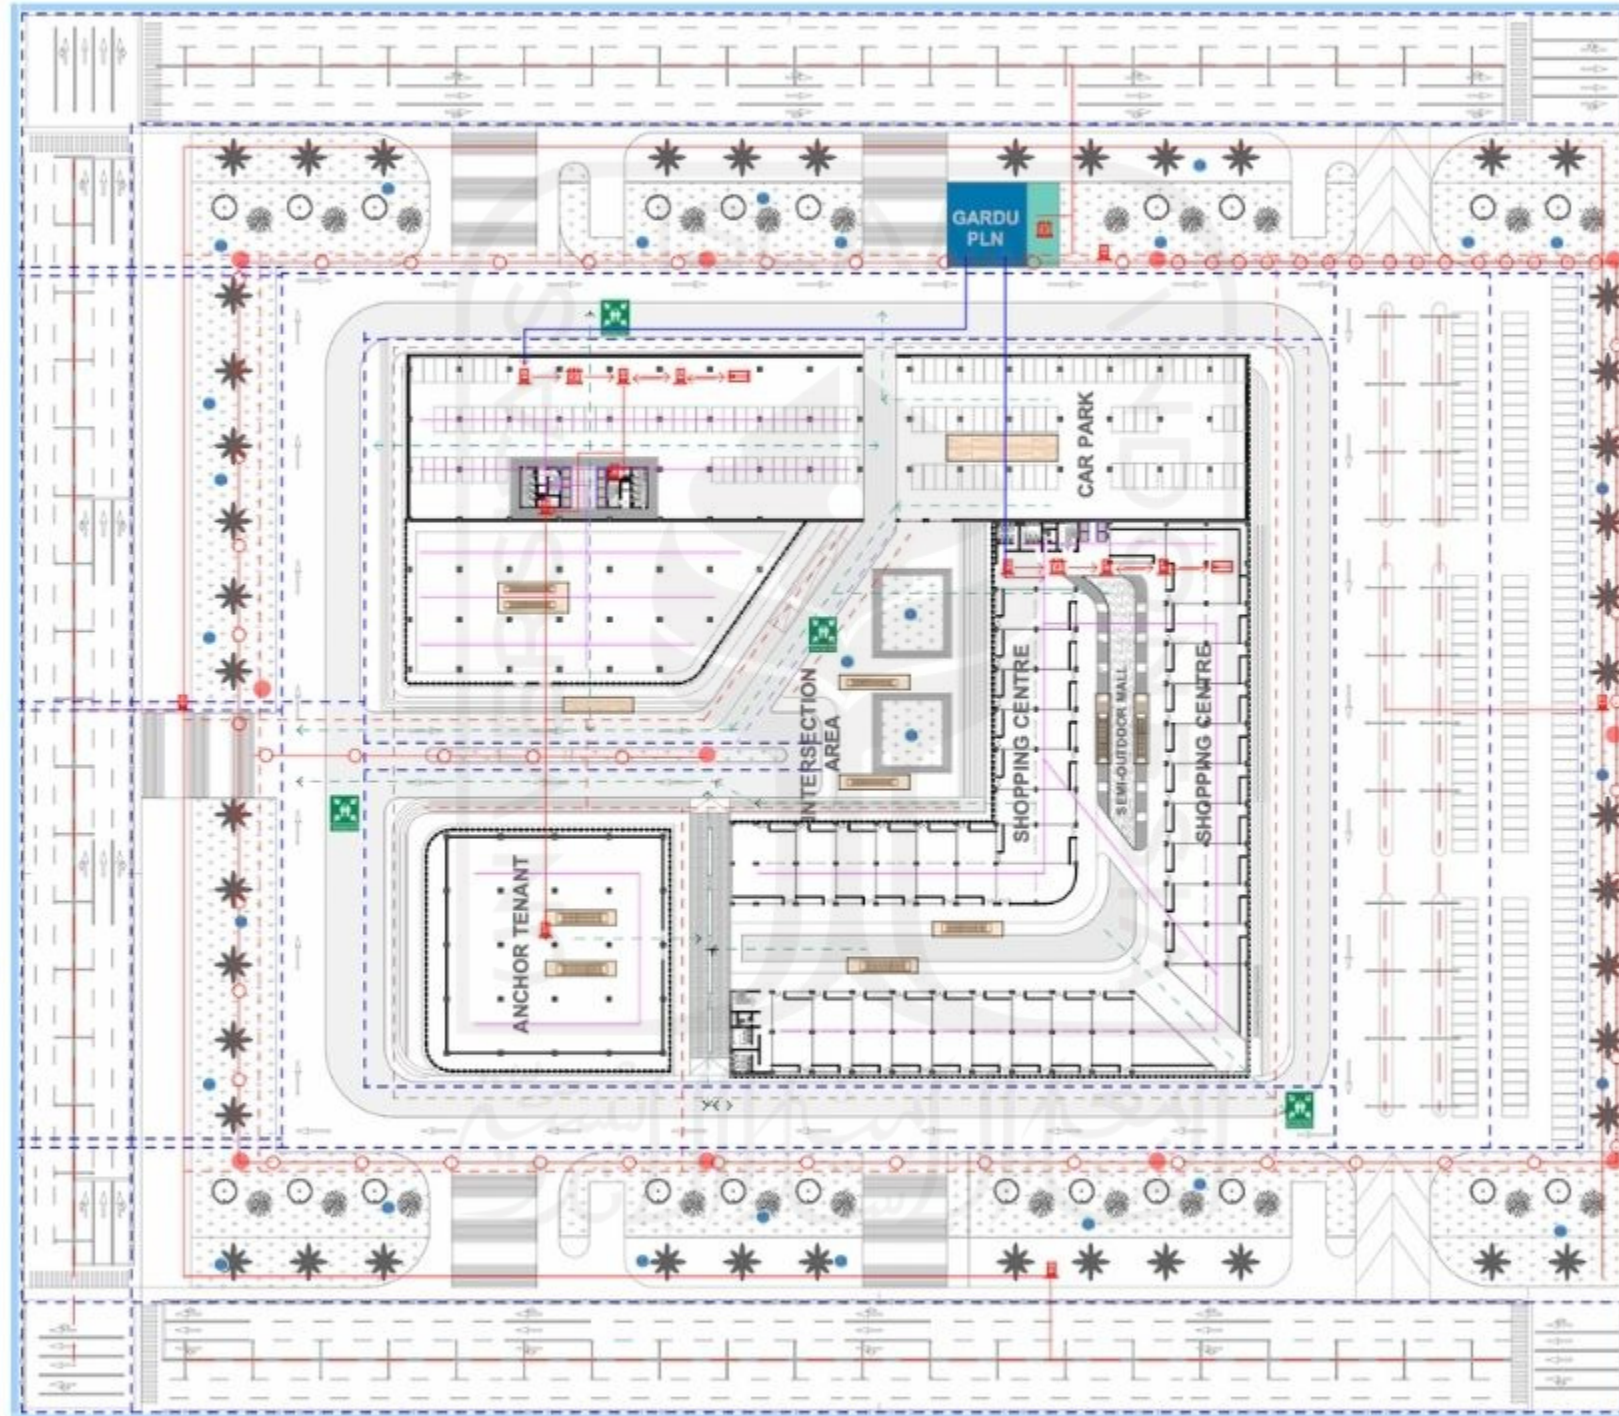 GARDU
PLN
CAR PARK
INTERSECTION
AREA
SHOPPING CENTRE
SEMI-OUTDOOR MALL
SHOPPING CENTRE
ANCHOR TENANT